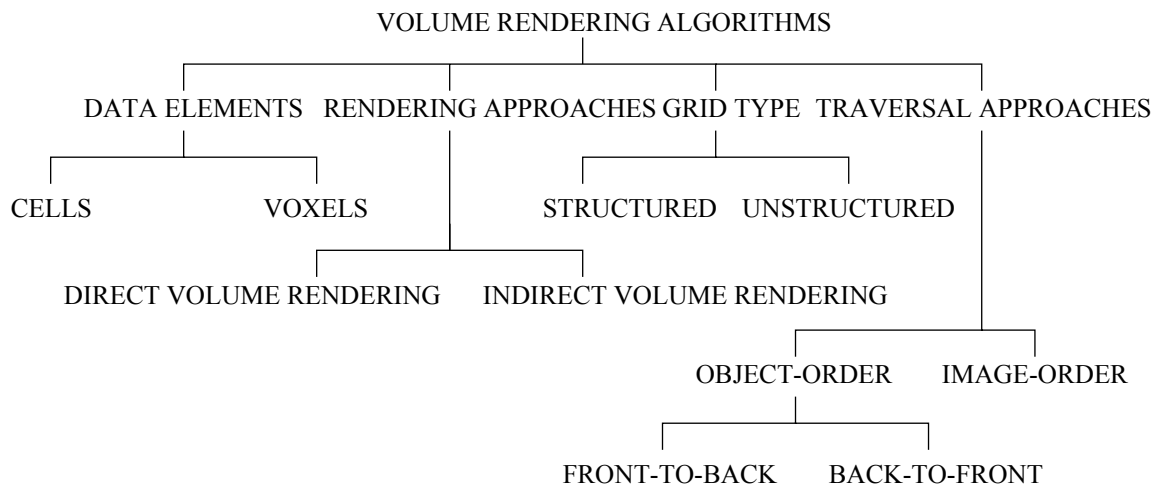 VOLUME RENDERING ALGORITHMS
DATA ELEMENTS RENDERING APPROACHES GRID TYPE TRAVERSAL APPROACHES
CELLS VOXELS STRUCTURED UNSTRUCTURED
DIRECT VOLUME RENDERING INDIRECT VOLUME RENDERING
OBJECT-ORDER IMAGE-ORDER
FRONT-TO-BACK BACK-TO-FRONT